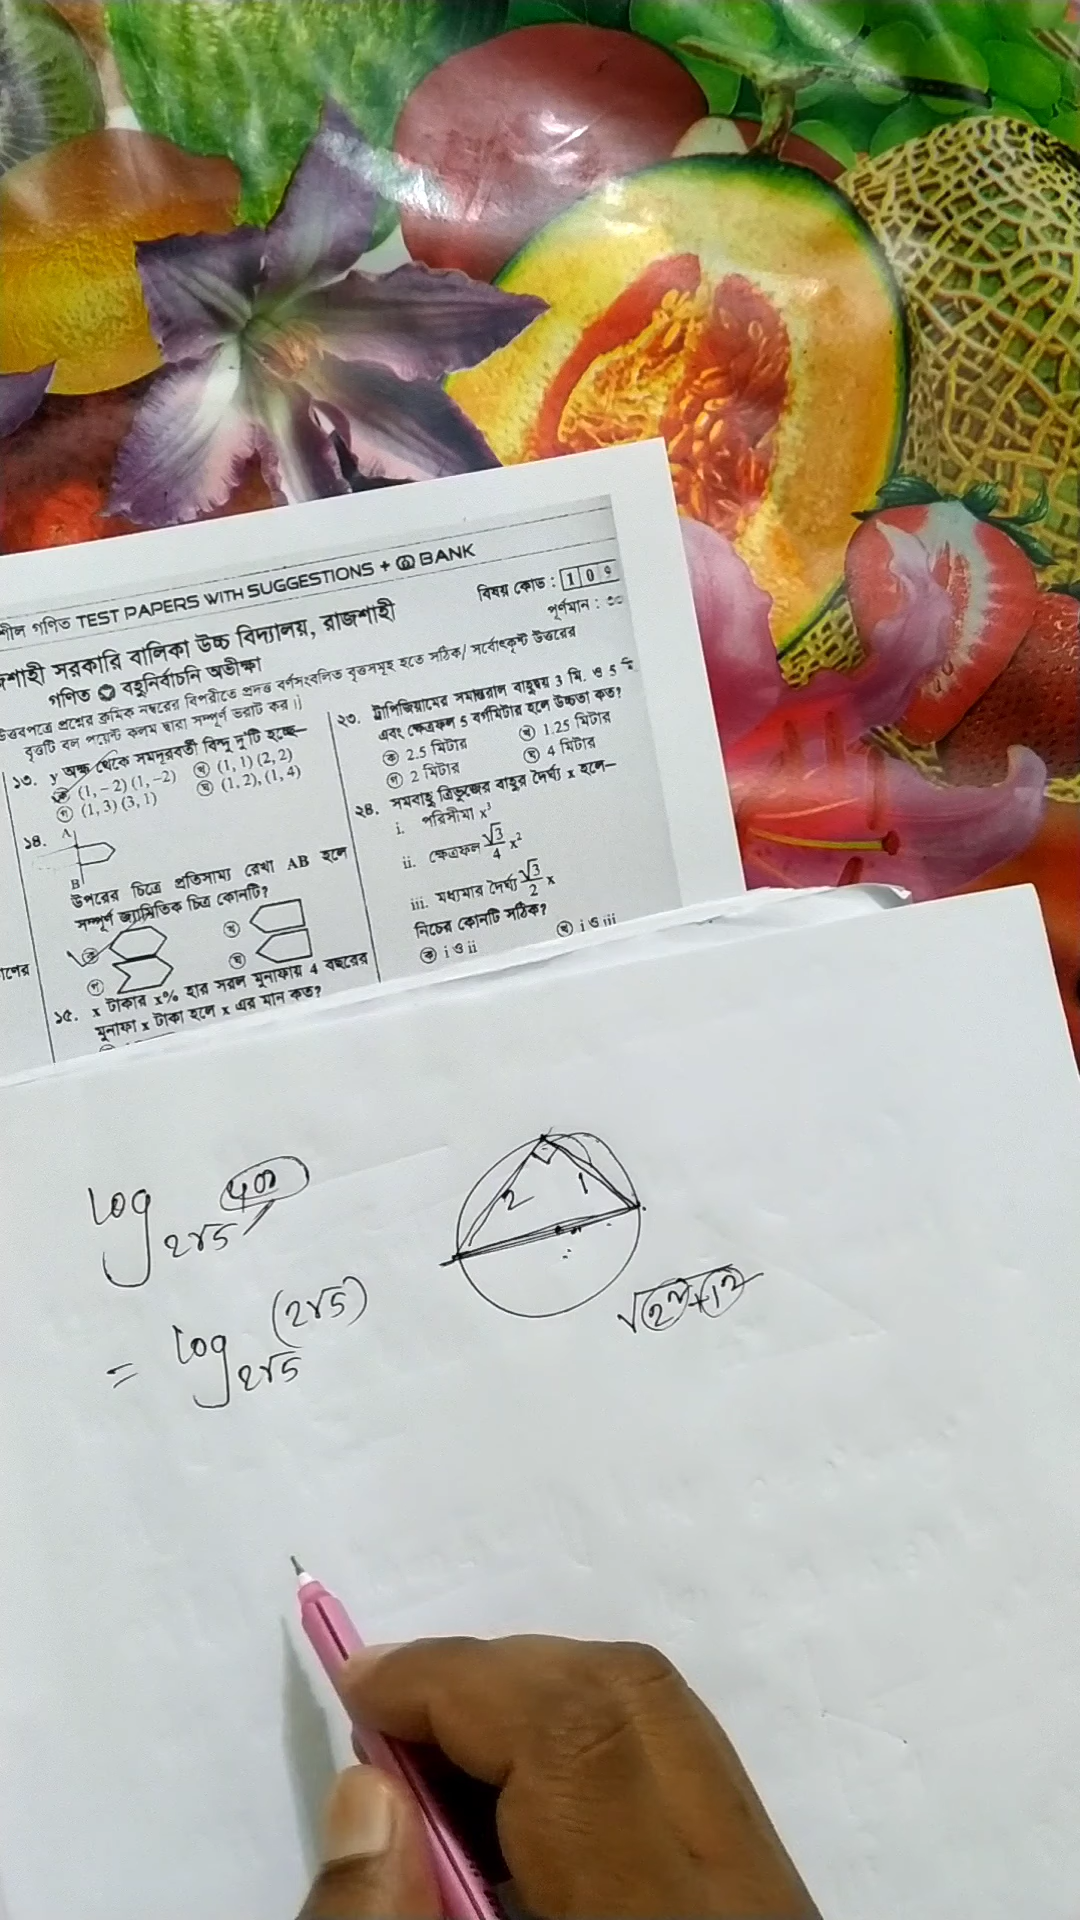 গণিত TEST PAPERS WITH SUGGESTIONS + BANK
বিষয় কোড : 1 0 9
সরকারি বালিকা উচ্চ বিদ্যালয়, রাজশাহী
পূর্ণমান : ৩০
গণিত বহুনির্বাচনি অভীক্ষা
প্রশ্নের ক্রমিক নম্বরের বিপরীতে প্রদত্ত বর্ণসংবলিত বৃত্তসমূহ হতে সঠিক/ সর্বোৎকৃষ্ট উত্তরের
বৃত্তটি বল পয়েন্ট কলম দ্বারা সম্পূর্ণ ভরাট কর।]
১৩. y অক্ষ থেকে সমদূরবর্তী বিন্দু দু'টি হচ্ছে—
ক (1, – 2) (1, –2) খ (1, 1) (2, 2)
গ (1, 3) (3, 1) ঘ (1, 2), (1, 4)
১৪. A
B
উপরের চিত্রে প্রতিসাম্য রেখা AB হলে
সম্পূর্ণ জ্যামিতিক চিত্র কোনটি?
ক খ
গ ঘ
১৫. x টাকার x% হার সরল মুনাফায় 4 বছরের
মুনাফা x টাকা হলে x এর মান কত?
২৩. ট্রাপিজিয়ামের সমান্তরাল বাহুদ্বয় 3 মি. ও 5
এবং ক্ষেত্রফল 5 বর্গমিটার হলে উচ্চতা কত?
ক 2.5 মিটার খ 1.25 মিটার
গ 2 মিটার ঘ 4 মিটার
২৪. সমবাহু ত্রিভুজের বাহুর দৈর্ঘ্য x হলে—
i. পরিসীমা x³
ii. ক্ষেত্রফল √3/4 x²
iii. মধ্যমার দৈর্ঘ্য √3/2 x
নিচের কোনটি সঠিক?
ক i ও ii খ i ও iii
log 2√5
2 1
= log 2√5 (2√5)
√2²+1²